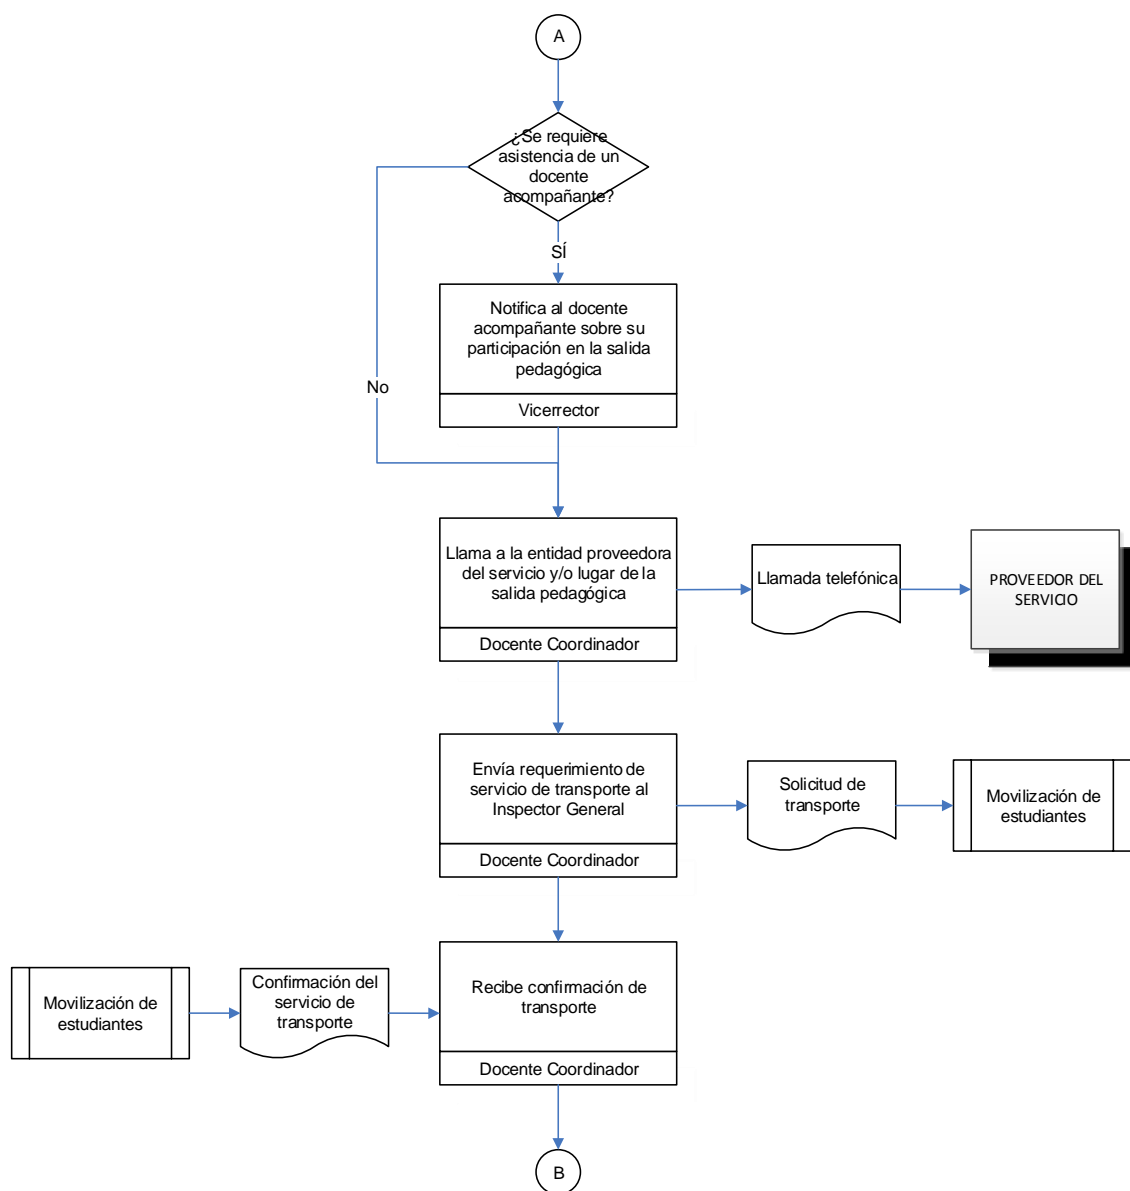 A
¿Se requiere
asistencia de un
docente
acompañante?
SÍ
Notifica al docente
acompañante sobre su
participación en la salida
pedagógica
No
Vicerrector
Llama a la entidad proveedora
del servicio y/o lugar de la
salida pedagógica
Docente Coordinador
Llamada telefónica
PROVEEDOR DEL
SERVICIO
Envía requerimiento de
servicio de transporte al
Inspector General
Docente Coordinador
Solicitud de
transporte
Movilización de
estudiantes
Movilización de
estudiantes
Confirmación del
servicio de
transporte
Recibe confirmación de
transporte
Docente Coordinador
B